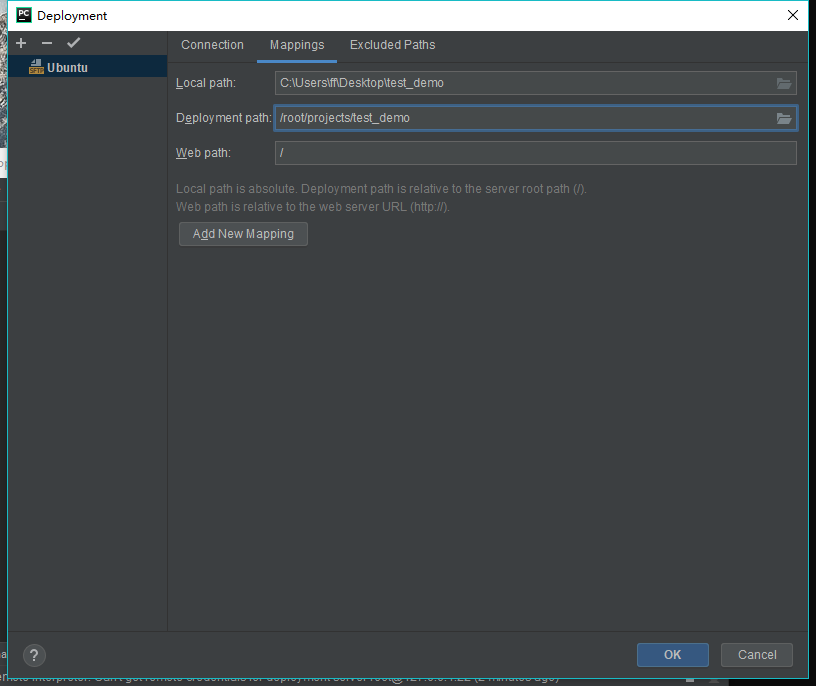 PC Deployment
Connection Mappings Excluded Paths
SFTP Ubuntu
Local path: C:\Users\ff\Desktop\test_demo
Deployment path: /root/projects/test_demo
Web path: /
Local path is absolute. Deployment path is relative to the server root path (/).
Web path is relative to the web server URL (http://).
Add New Mapping
? OK Cancel